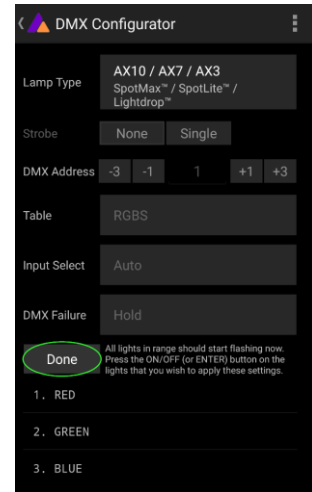 DMX Configurator
Lamp Type
AX10 / AX7 / AX3
SpotMax™ / SpotLite™ /
Lightdrop™
Strobe None Single
DMX Address -3 -1 1 +1 +3
Table RGBS
Input Select Auto
DMX Failure Hold
Done
All lights in range should start flashing now.
Press the ON/OFF (or ENTER) button on the
lights that you wish to apply these settings.
1. RED
2. GREEN
3. BLUE